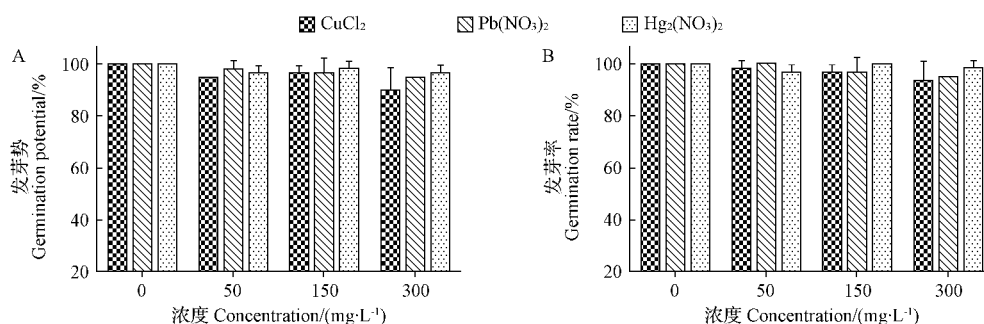 CuCl₂ Pb(NO₃)₂ Hg₂(NO₃)₂
A
发芽势
Germination potential/%
100
80
60
40
20
0 50 150 300
浓度 Concentration/(mg·L⁻¹)
B
发芽率
Germination rate/%
100
80
60
40
20
0 50 150 300
浓度 Concentration/(mg·L⁻¹)